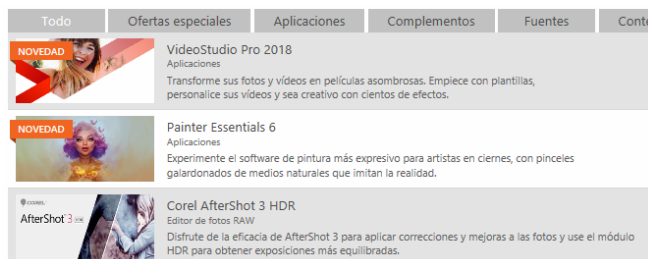 Todo Ofertas especiales Aplicaciones Complementos Fuentes Conte
NOVEDAD
VideoStudio Pro 2018
Aplicaciones
Transforme sus fotos y vídeos en películas asombrosas. Empiece con plantillas,
personalice sus vídeos y sea creativo con cientos de efectos.
NOVEDAD
Painter Essentials 6
Aplicaciones
Experimente el software de pintura más expresivo para artistas en ciernes, con pinceles
galardonados de medios naturales que imitan la realidad.
COREL
AfterShot 3 HDR
Corel AfterShot 3 HDR
Editor de fotos RAW
Disfrute de la eficacia de AfterShot 3 para aplicar correcciones y mejoras a las fotos y use el módulo
HDR para obtener exposiciones más equilibradas.